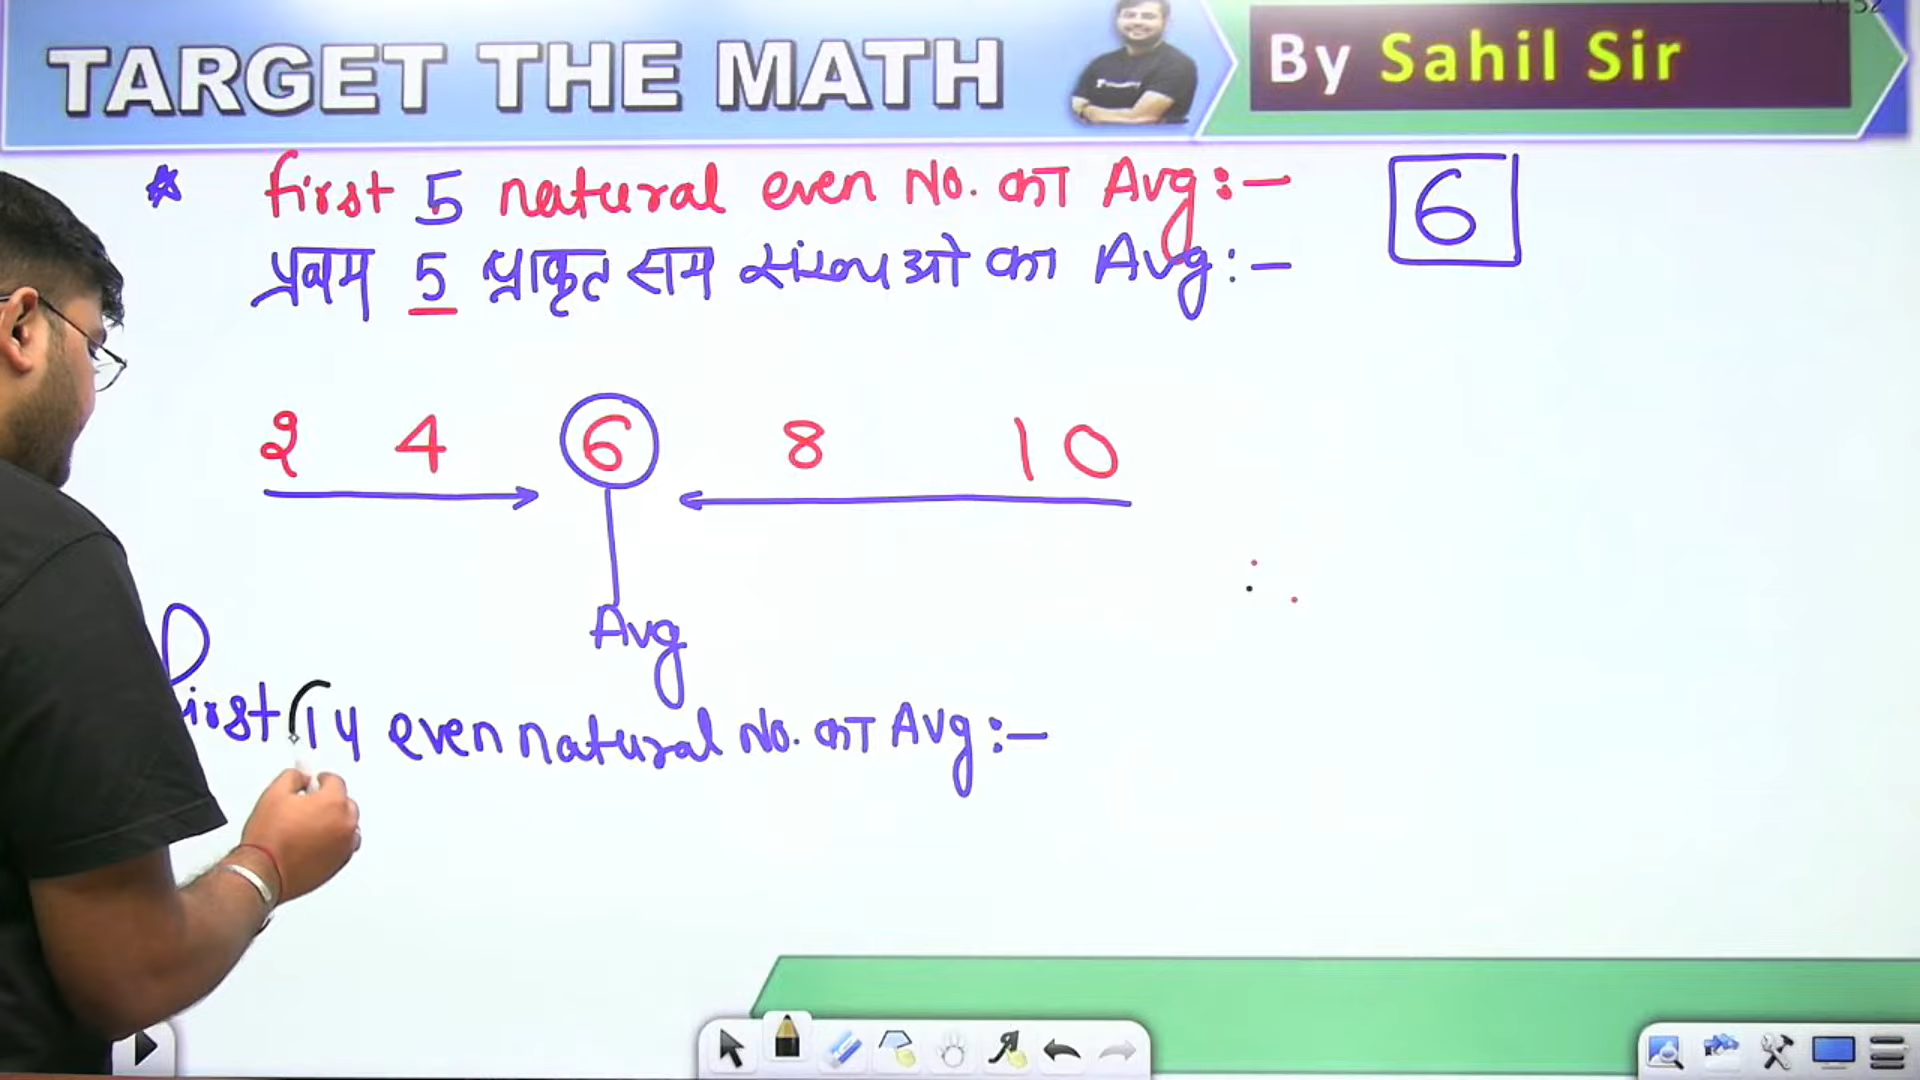 TARGET THE MATH
By Sahil Sir
first 5 natural even No. का Avg:- 6
प्रथम 5 प्राकृत सम संख्याओ का Avg:-
2 4 6 8 10
Avg
first 14 even natural No. का Avg:-